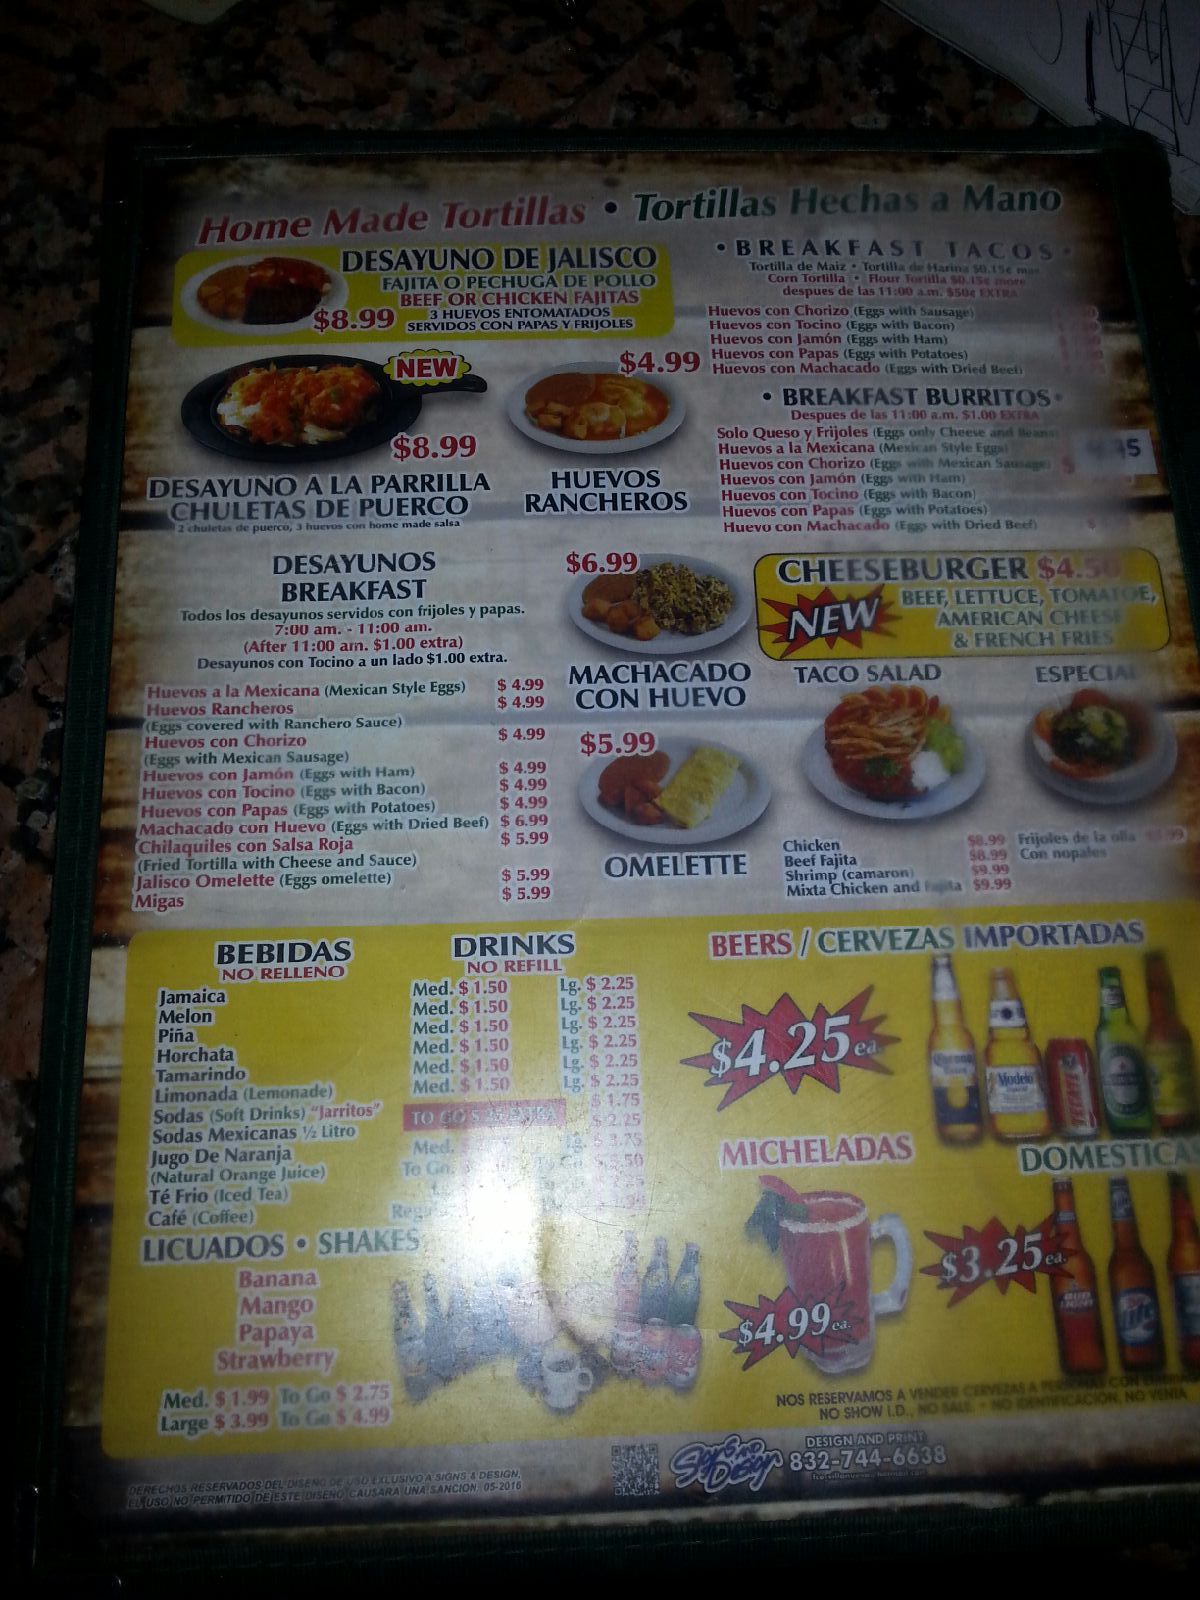 Home Made Tortillas • Tortillas Hechas a Mano
DESAYUNO DE JALISCO
FAJITA O PECHUGA DE POLLO
BEEF OR CHICKEN FAJITAS
$8.99
3 HUEVOS ENTOMATADOS
SERVIDOS CON PAPAS Y FRIJOLES
NEW
$8.99
DESAYUNO A LA PARRILLA
CHULETAS DE PUERCO
2 chuletas de puerco, 3 huevos con home made salsa
$4.99
HUEVOS
RANCHEROS
• BREAKFAST TACOS •
Tortilla de Maiz • Tortilla de Harina $0.15¢ mas
Corn Tortilla • Flour Tortilla $0.15¢ more
despues de las 11:00 a.m. $50¢ EXTRA
Huevos con Chorizo (Eggs with Sausage)
Huevos con Tocino (Eggs with Bacon)
Huevos con Jamón (Eggs with Ham)
Huevos con Papas (Eggs with Potatoes)
Huevos con Machacado (Eggs with Dried Beef)
• BREAKFAST BURRITOS •
Despues de las 11:00 a.m. $1.00 EXTRA
Solo Queso y Frijoles (Eggs only Cheese and Beans)
Huevos a la Mexicana (Mexican Style Eggs)
Huevos con Chorizo (Eggs with Mexican Sausage)
Huevos con Jamón (Eggs with Ham)
Huevos con Tocino (Eggs with Bacon)
Huevos con Papas (Eggs with Potatoes)
Huevo con Machacado (Eggs with Dried Beef)
DESAYUNOS
BREAKFAST
Todos los desayunos servidos con frijoles y papas.
7:00 am. - 11:00 am.
(After 11:00 am. $1.00 extra)
Desayunos con Tocino a un lado $1.00 extra.
Huevos a la Mexicana (Mexican Style Eggs) $ 4.99
Huevos Rancheros $ 4.99
(Eggs covered with Ranchero Sauce)
Huevos con Chorizo $ 4.99
(Eggs with Mexican Sausage)
Huevos con Jamón (Eggs with Ham) $ 4.99
Huevos con Tocino (Eggs with Bacon) $ 4.99
Huevos con Papas (Eggs with Potatoes) $ 4.99
Machacado con Huevo (Eggs with Dried Beef) $ 6.99
Chilaquiles con Salsa Roja $ 5.99
(Fried Tortilla with Cheese and Sauce)
Jalisco Omelette (Eggs omelette) $ 5.99
Migas $ 5.99
$6.99
MACHACADO
CON HUEVO
$5.99
OMELETTE
CHEESEBURGER $4.50
NEW
BEEF, LETTUCE, TOMATOE,
AMERICAN CHEESE
& FRENCH FRIES
TACO SALAD
Chicken $8.99
Beef Fajita $8.99
Shrimp (camaron) $9.99
Mixta Chicken and Fajita $9.99
ESPECIAL
Frijoles de la olla
Con nopales
BEBIDAS
NO RELLENO
DRINKS
NO REFILL
Jamaica Med. $ 1.50 Lg. $ 2.25
Melon Med. $ 1.50 Lg. $ 2.25
Piña Med. $ 1.50 Lg. $ 2.25
Horchata Med. $ 1.50 Lg. $ 2.25
Tamarindo Med. $ 1.50 Lg. $ 2.25
Limonada (Lemonade) Med. $ 1.50 Lg. $ 2.25
Sodas (Soft Drinks) "Jarritos" $ 1.75
Sodas Mexicanas ½ Litro $ 2.25
TO GO
Jugo De Naranja Med. Lg. $ 3.75
(Natural Orange Juice) To Go.
Té Frio (Iced Tea)
Café (Coffee)
LICUADOS • SHAKES
Banana
Mango
Papaya
Strawberry
Med. $ 1.99 To Go $ 2.75
Large $ 3.99 To Go $ 4.99
BEERS / CERVEZAS IMPORTADAS
$4.25 ea.
Corona
Modelo
TECATE
MICHELADAS
$4.99 ea.
DOMESTICAS
$3.25 ea.
BUD
LIGHT
Lite
NOS RESERVAMOS A VENDER CERVEZAS A PERSONAS CON
NO SHOW I.D., NO SALE. • NO IDENTIFICACION, NO VENTA
DERECHOS RESERVADOS DEL DISEÑO DE USO EXLUSIVO A SIGNS & DESIGN,
EL USO NO PERMITIDO DE ESTE DISEÑO CAUSARA UNA SANCION, 05-2016
DESIGN AND PRINT
832-744-6638